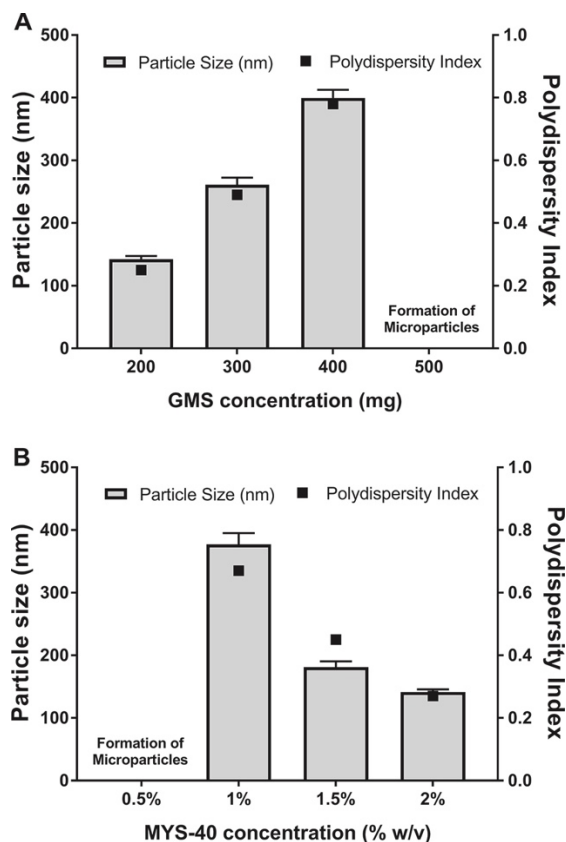 A
Particle Size (nm) Polydispersity Index
Particle size (nm)
500
400
300
200
100
0
1.0
0.8
0.6
0.4
0.2
0.0
Polydispersity Index
Formation of
Microparticles
200 300 400 500
GMS concentration (mg)
B
Particle Size (nm) Polydispersity Index
Particle size (nm)
500
400
300
200
100
0
1.0
0.8
0.6
0.4
0.2
0.0
Polydispersity Index
Formation of
Microparticles
0.5% 1% 1.5% 2%
MYS-40 concentration (% w/v)